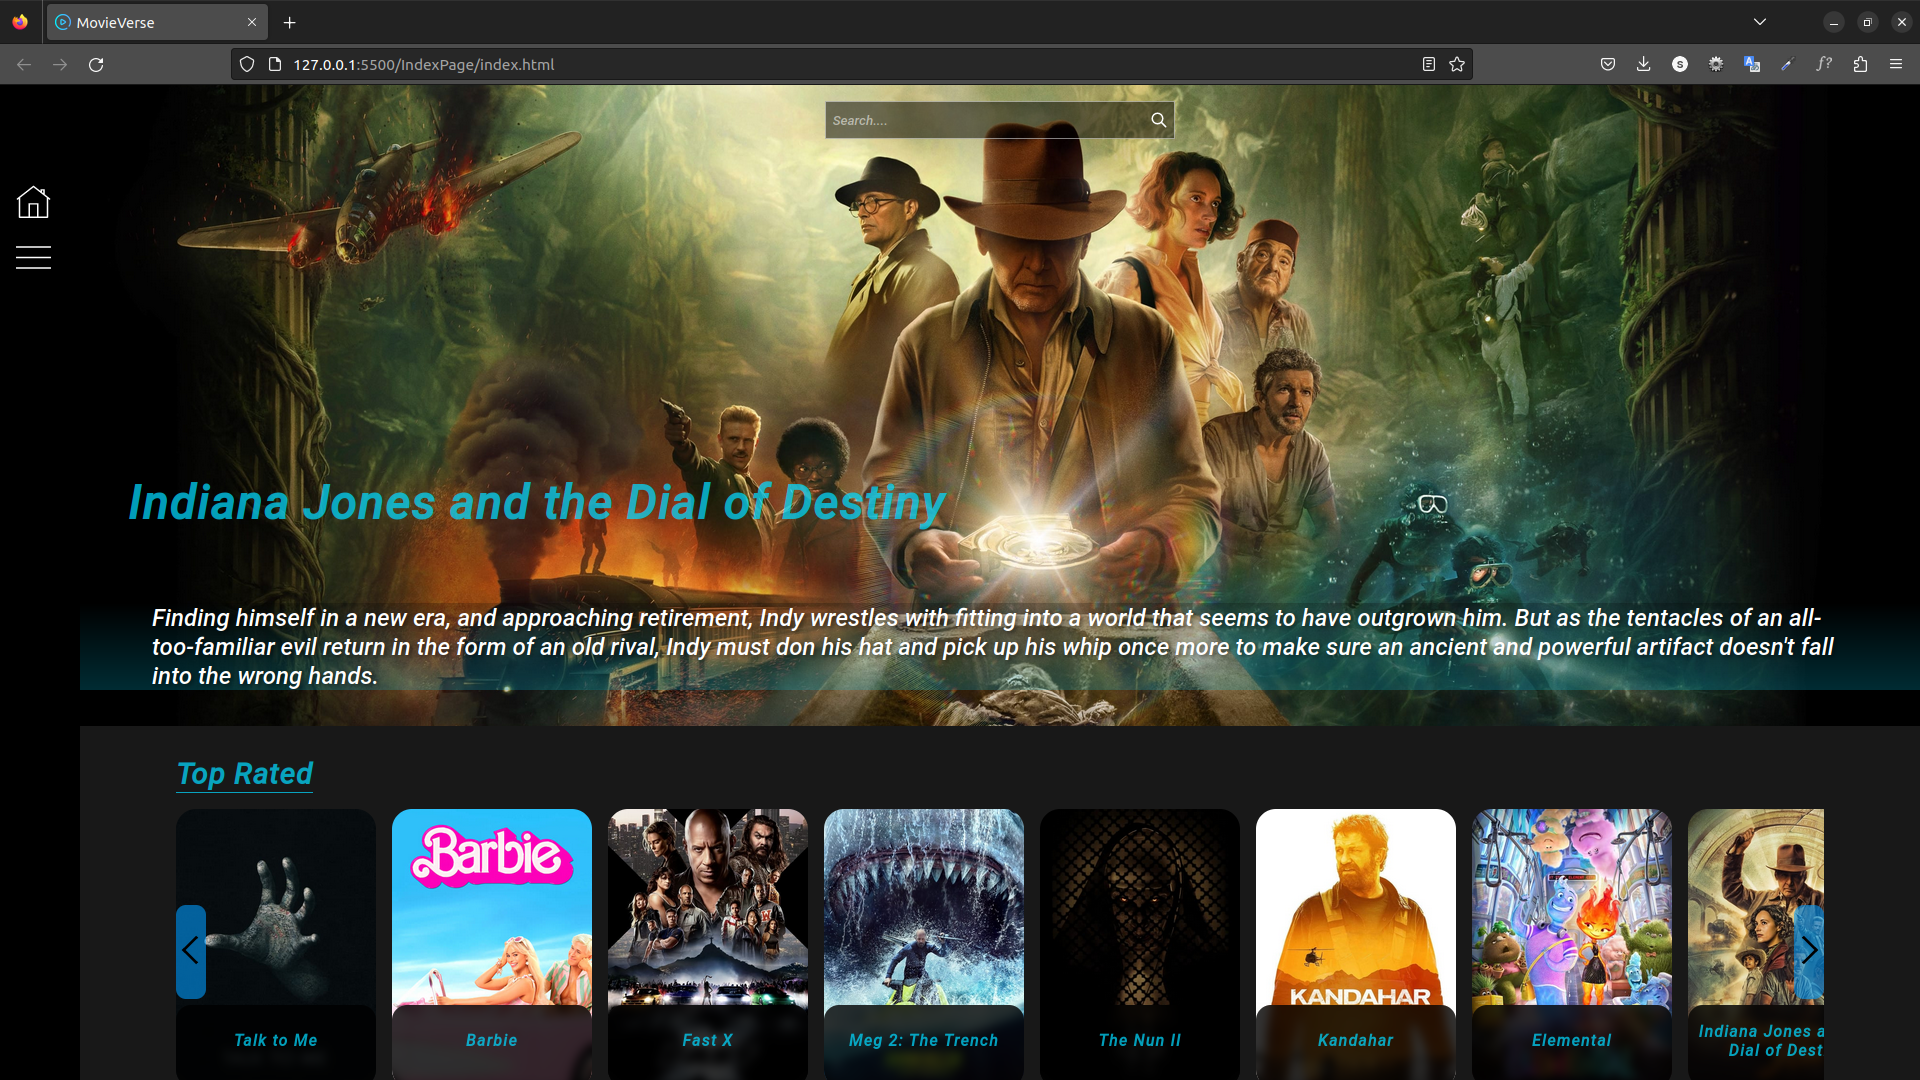 MovieVerse
127.0.0.1:5500/IndexPage/index.html
Search....
Indiana Jones and the Dial of Destiny
Finding himself in a new era, and approaching retirement, Indy wrestles with fitting into a world that seems to have outgrown him. But as the tentacles of an all-
too-familiar evil return in the form of an old rival, Indy must don his hat and pick up his whip once more to make sure an ancient and powerful artifact doesn't fall
into the wrong hands.
Top Rated
Barbie
KANDAHAR
Talk to Me
Barbie
Fast X
Meg 2: The Trench
The Nun II
Kandahar
Elemental
Indiana Jones a
Dial of Dest